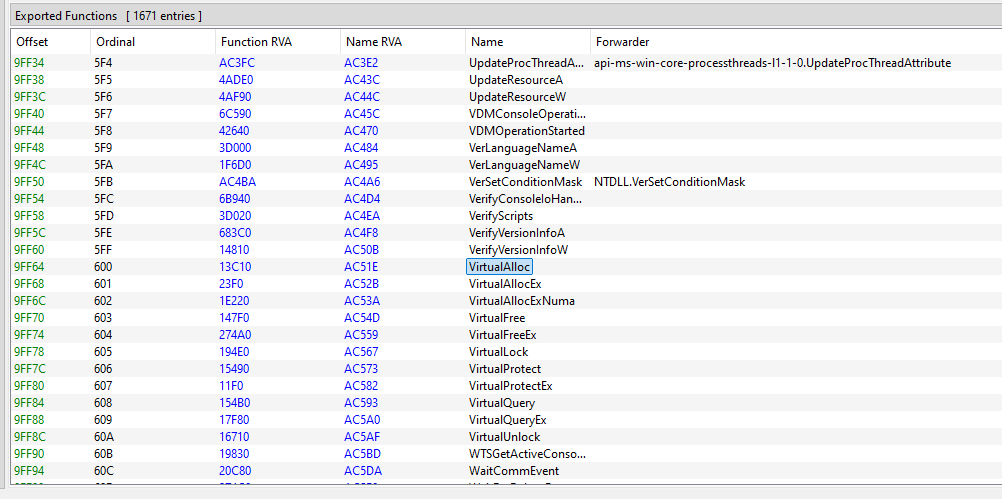 Exported Functions [ 1671 entries ]
Offset Ordinal Function RVA Name RVA Name Forwarder
9FF34 5F4 AC3FC AC3E2 UpdateProcThreadA... api-ms-win-core-processthreads-l1-1-0.UpdateProcThreadAttribute
9FF38 5F5 4ADE0 AC43C UpdateResourceA
9FF3C 5F6 4AF90 AC44C UpdateResourceW
9FF40 5F7 6C590 AC45C VDMConsoleOperati...
9FF44 5F8 42640 AC470 VDMOperationStarted
9FF48 5F9 3D000 AC484 VerLanguageNameA
9FF4C 5FA 1F6D0 AC495 VerLanguageNameW
9FF50 5FB AC4BA AC4A6 VerSetConditionMask NTDLL.VerSetConditionMask
9FF54 5FC 6B940 AC4D4 VerifyConsoleIoHan...
9FF58 5FD 3D020 AC4EA VerifyScripts
9FF5C 5FE 683C0 AC4F8 VerifyVersionInfoA
9FF60 5FF 14810 AC50B VerifyVersionInfoW
9FF64 600 13C10 AC51E VirtualAlloc
9FF68 601 23F0 AC52B VirtualAllocEx
9FF6C 602 1E220 AC53A VirtualAllocExNuma
9FF70 603 147F0 AC54D VirtualFree
9FF74 604 274A0 AC559 VirtualFreeEx
9FF78 605 194E0 AC567 VirtualLock
9FF7C 606 15490 AC573 VirtualProtect
9FF80 607 11F0 AC582 VirtualProtectEx
9FF84 608 154B0 AC593 VirtualQuery
9FF88 609 17F80 AC5A0 VirtualQueryEx
9FF8C 60A 16710 AC5AF VirtualUnlock
9FF90 60B 19830 AC5BD WTSGetActiveConso...
9FF94 60C 20C80 AC5DA WaitCommEvent